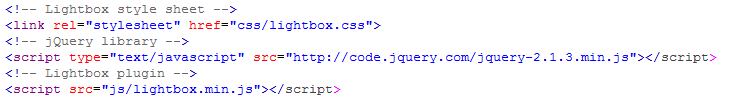 <!-- Lightbox style sheet -->
<link rel="stylesheet" href="css/lightbox.css">
<!-- jQuery library -->
<script type="text/javascript" src="http://code.jquery.com/jquery-2.1.3.min.js"></script>
<!-- Lightbox plugin -->
<script src="js/lightbox.min.js"></script>